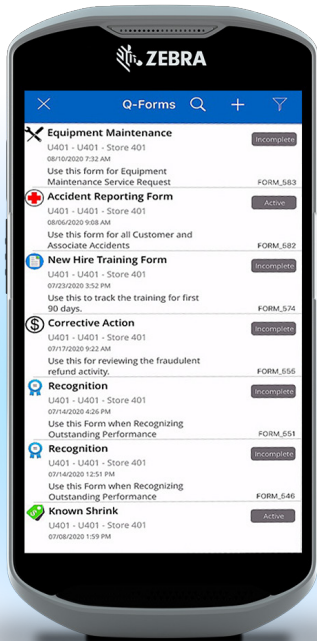 ZEBRA
Q-Forms
Equipment Maintenance
Incomplete
U401 - U401 - Store 401
08/10/2020 7:32 AM
Use this form for Equipment
Maintenance Service Request
FORM_583
Accident Reporting Form
Active
U401 - U401 - Store 401
08/06/2020 9:08 AM
Use this form for all Customer and
Associate Accidents
FORM_582
New Hire Training Form
Incomplete
U401 - U401 - Store 401
07/23/2020 3:52 PM
Use this to track the training for first
90 days.
FORM_574
Corrective Action
Incomplete
U401 - U401 - Store 401
07/17/2020 9:22 AM
Use this for reviewing the fraudulent
refund activity.
FORM_656
Recognition
Incomplete
U401 - U401 - Store 401
07/14/2020 4:26 PM
Use this Form when Recognizing
Outstanding Performance
FORM_651
Recognition
Incomplete
U401 - U401 - Store 401
07/14/2020 12:51 PM
Use this Form when Recognizing
Outstanding Performance
FORM_646
Known Shrink
Active
U401 - U401 - Store 401
07/08/2020 1:59 PM